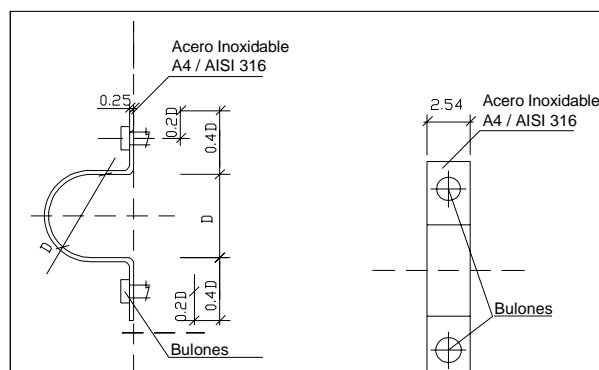 Acero Inoxidable
A4 / AISI 316
0.25
0.2D
0.4D
D
D
0.2D
0.4D
Bulones
2.54
Acero Inoxidable
A4 / AISI 316
Bulones